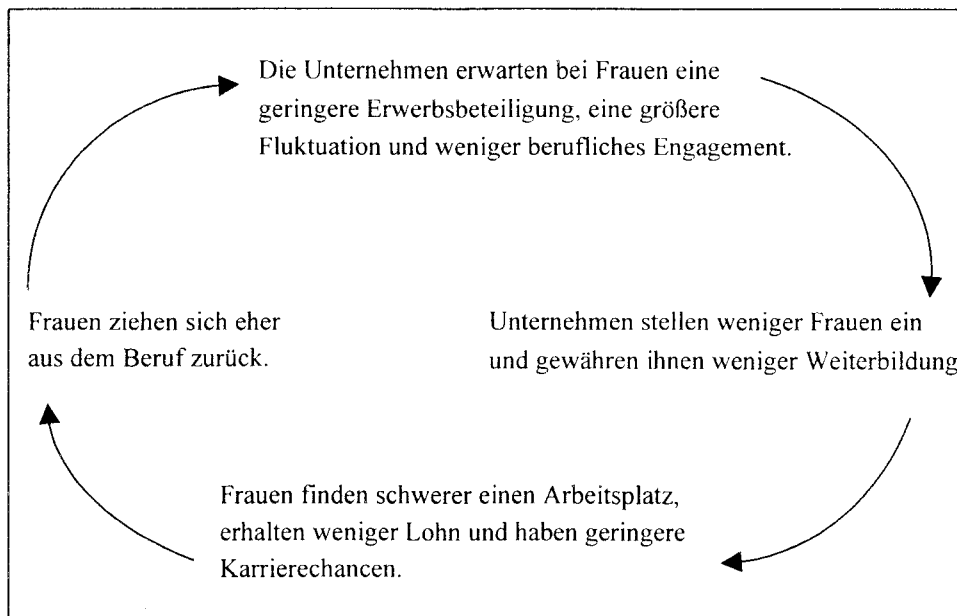 Die Unternehmen erwarten bei Frauen eine
geringere Erwerbsbeteiligung, eine größere
Fluktuation und weniger berufliches Engagement.
Unternehmen stellen weniger Frauen ein
und gewähren ihnen weniger Weiterbildung
Frauen finden schwerer einen Arbeitsplatz,
erhalten weniger Lohn und haben geringere
Karrierechancen.
Frauen ziehen sich eher
aus dem Beruf zurück.